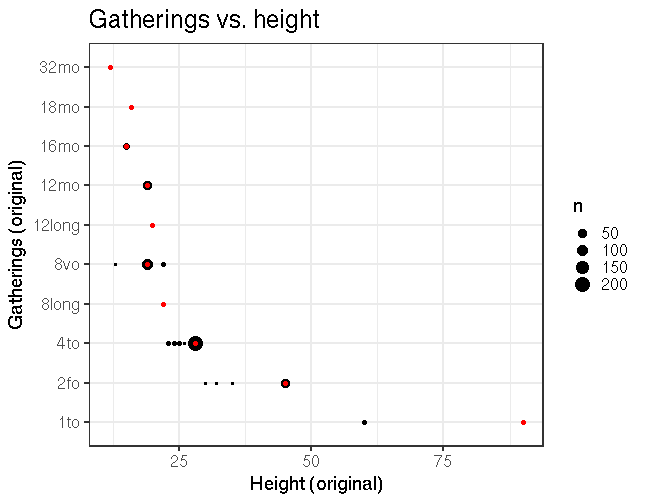 Gatherings vs. height
Gatherings (original)
32mo
18mo
16mo
12mo
12long
8vo
8long
4to
2fo
1to
25 50 75
Height (original)
n
50
100
150
200